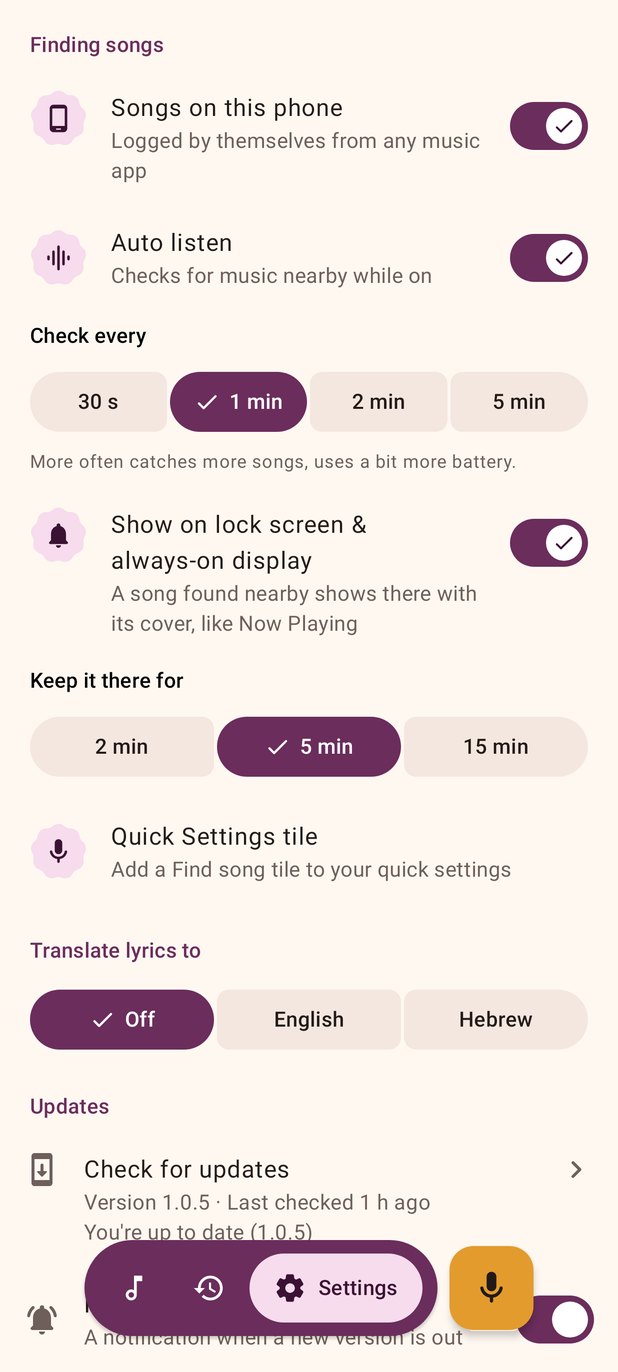 Finding songs
Songs on this phone
Logged by themselves from any music
app
Auto listen
Checks for music nearby while on
Check every
30 s
1 min
2 min
5 min
More often catches more songs, uses a bit more battery.
Show on lock screen &
always-on display
A song found nearby shows there with
its cover, like Now Playing
Keep it there for
2 min
5 min
15 min
Quick Settings tile
Add a Find song tile to your quick settings
Translate lyrics to
Off
English
Hebrew
Updates
Check for updates
Version 1.0.5 · Last checked 1 h ago
You're up to date (1.0.5)
Settings
A notification when a new version is out